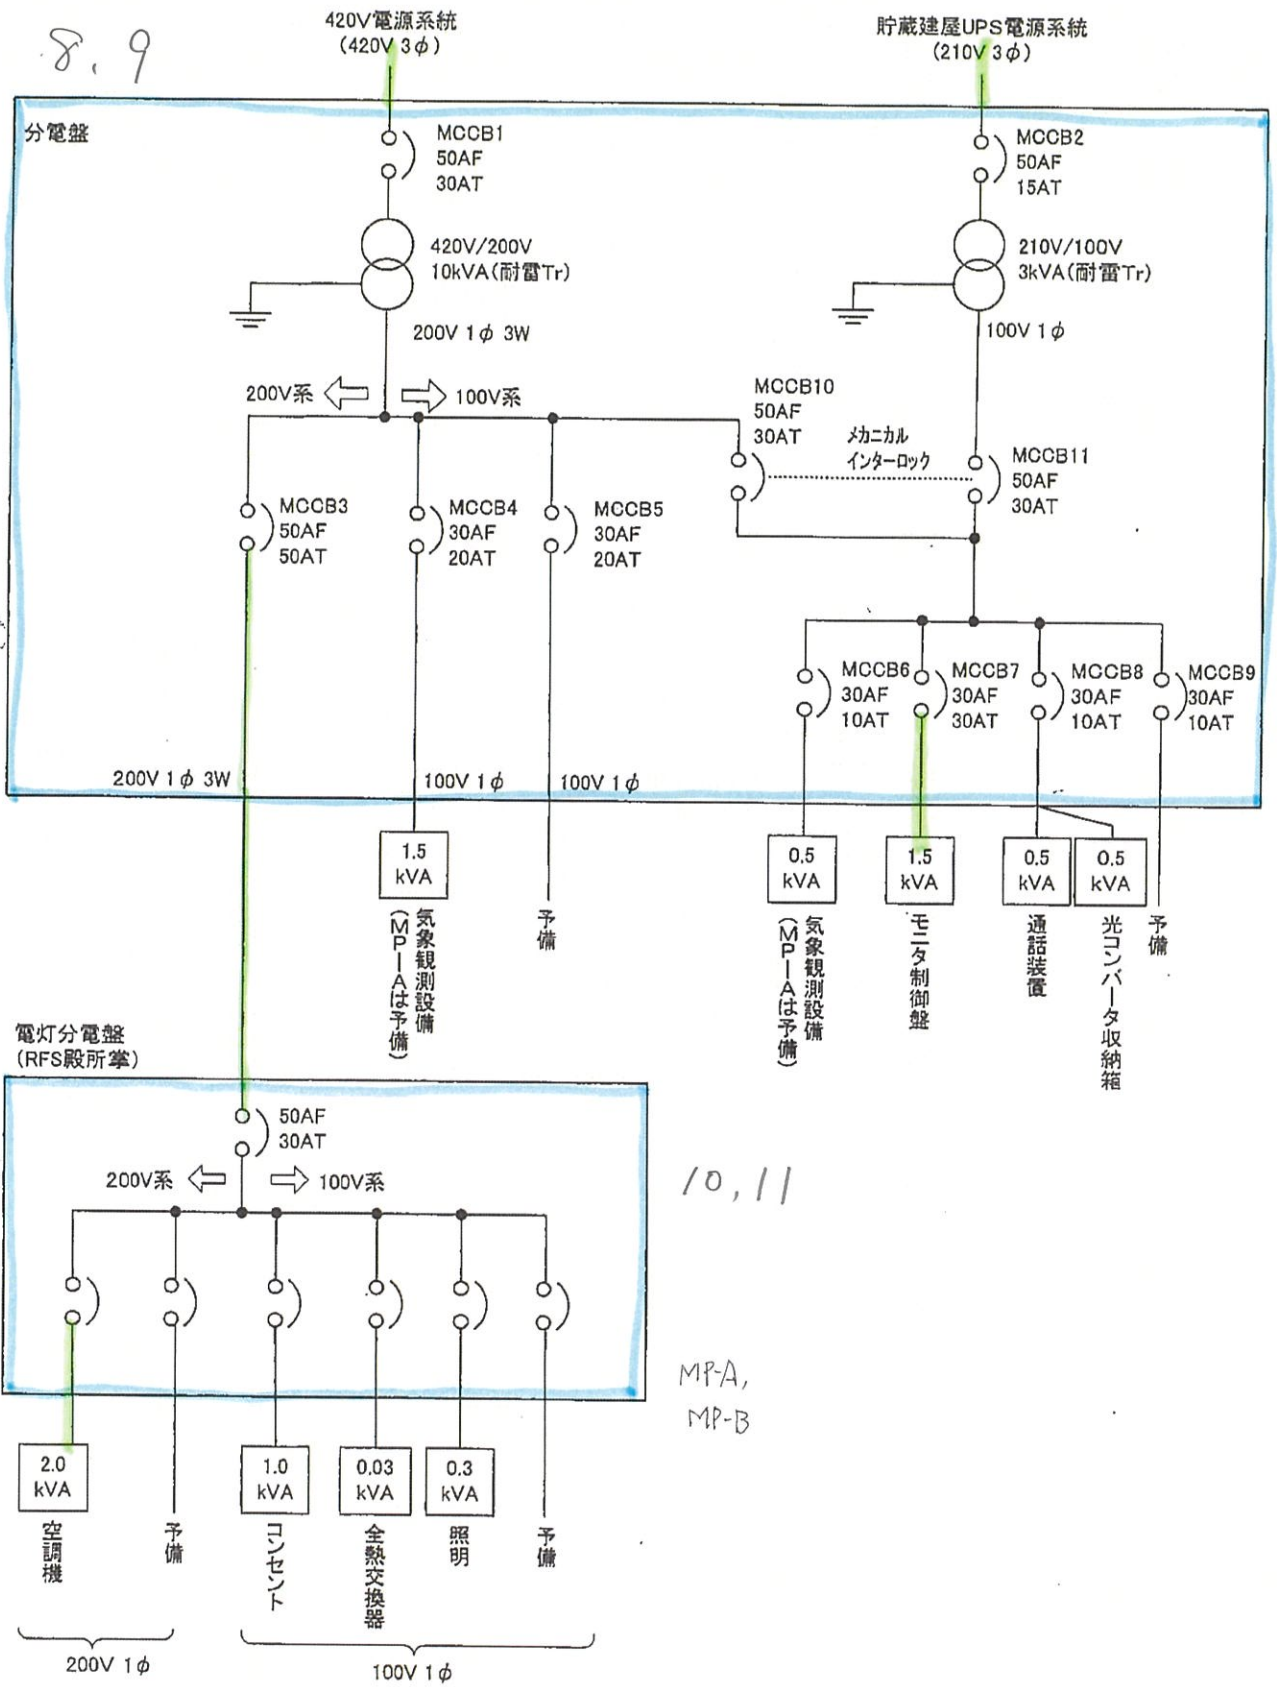 8, 9
420V電源系統
(420V 3φ)
貯蔵建屋UPS電源系統
(210V 3φ)
分電盤
MCCB1
50AF
30AT
MCCB2
50AF
15AT
420V/200V
10kVA(耐雷Tr)
210V/100V
3kVA(耐雷Tr)
200V 1φ 3W
100V 1φ
200V系
100V系
MCCB10
50AF
30AT
メカニカル
インターロック
MCCB11
50AF
30AT
MCCB3
50AF
50AT
MCCB4
30AF
20AT
MCCB5
30AF
20AT
MCCB6
30AF
10AT
MCCB7
30AF
30AT
MCCB8
30AF
10AT
MCCB9
30AF
10AT
200V 1φ 3W
100V 1φ
100V 1φ
1.5
kVA
気象観測設備
(MP-Aは予備)
予備
0.5
kVA
気象観測設備
(MP-Aは予備)
1.5
kVA
モニタ制御盤
0.5
kVA
通話装置
0.5
kVA
光コンバータ収納箱
予備
電灯分電盤
(RFS殿所掌)
50AF
30AT
200V系
100V系
10, 11
MP-A,
MP-B
2.0
kVA
空調機
予備
1.0
kVA
コンセント
0.03
kVA
全熱交換器
0.3
kVA
照明
予備
200V 1φ
100V 1φ